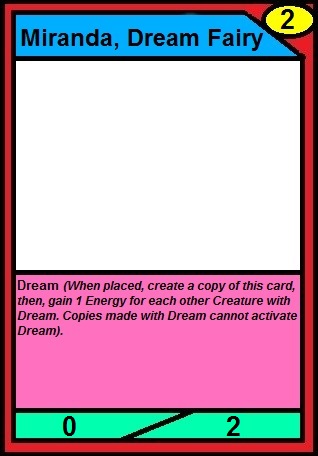 2
Miranda, Dream Fairy
Dream (When placed, create a copy of this card,
then, gain 1 Energy for each other Creature with
Dream. Copies made with Dream cannot activate
Dream).
0 / 2